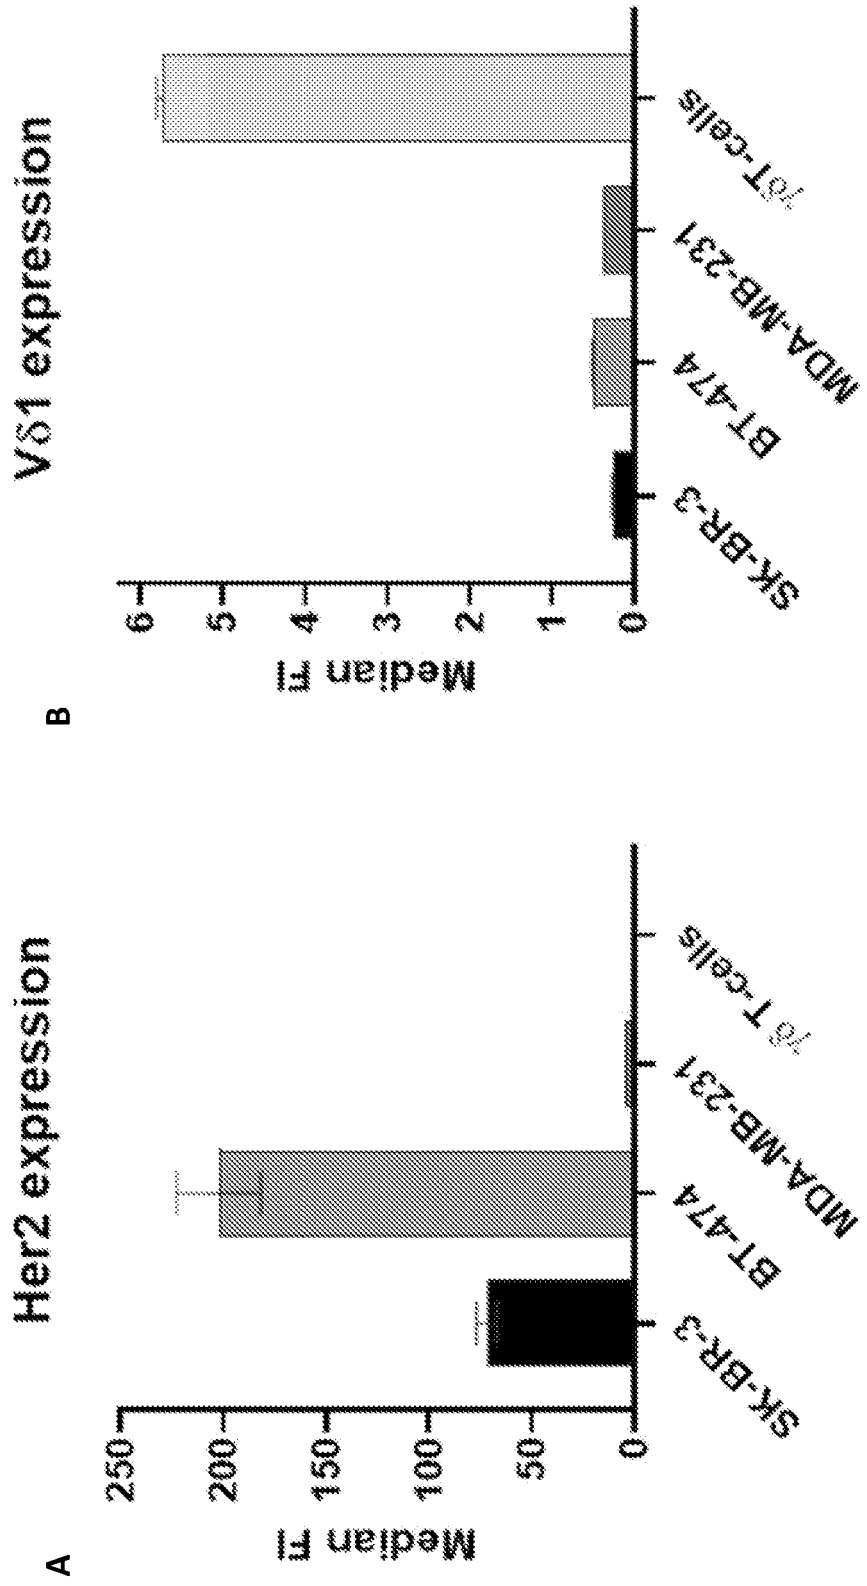 A
Her2 expression
Median FI
250
200
150
100
50
0
SK-BR-3
BT-474
MDA-MB-231
γδ T-cells
B
Vδ1 expression
Median FI
6
5
4
3
2
1
0
SK-BR-3
BT-474
MDA-MB-231
γδT-cells